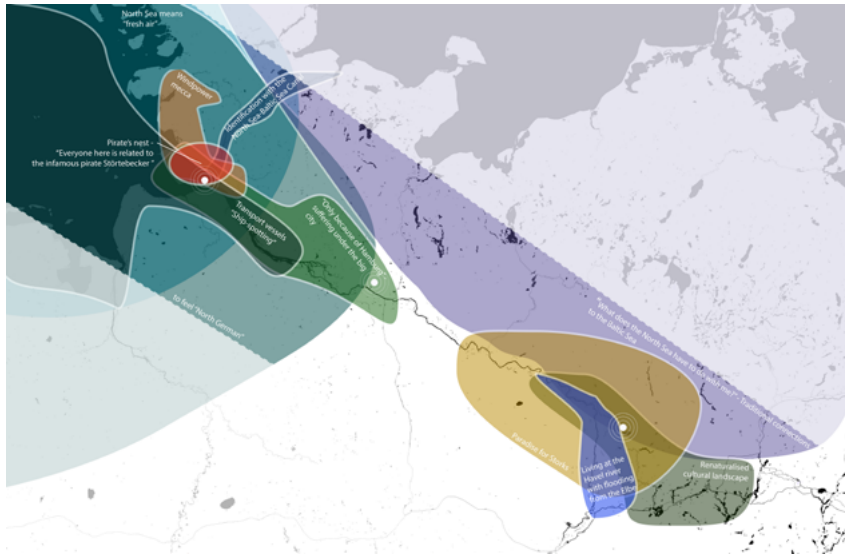 North Sea means
"fresh air"
Windpower
mecca
Identification with the
North Sea-Baltic Sea Canal
Pirate's nest -
"Everyone here is related to
the infamous pirate Störtebecker"
Transport vessels
"Ship-spotting"
"Only because of Hamburg":
suffering under the big
city
to feel "North German"
"What does the North Sea have to do with me?"- Traditional connections
to the Baltic Sea
Paradise for Storks
Living at the
Havel river
with flooding
from the Elbe
Renaturalised
cultural landscape